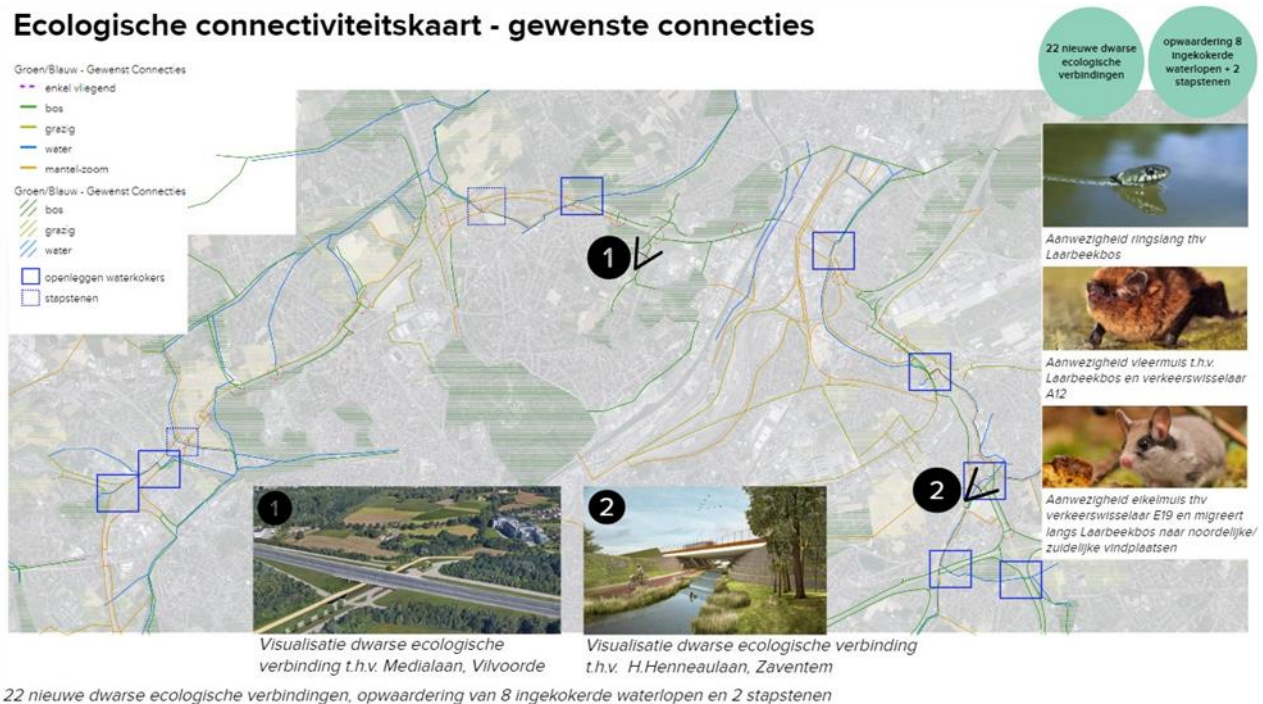 Ecologische connectiviteitskaart - gewenste connecties
22 nieuwe dwarse
ecologische
verbindingen
opwaardering 8
ingekokerde
waterlopen + 2
stapstenen
Groen/Blauw - Gewenst Connecties
enkel vliegend
bos
grazig
water
mantel-zoom
Groen/Blauw - Gewenst Connecties
bos
grazig
water
openleggen waterkokers
stapstenen
1
2
Aanwezigheid ringslang thv
Laarbeekbos
Aanwezigheid vleermuis t.h.v.
Laarbeekbos en verkeerswisselaar
A12
Aanwezigheid eikelmuis thv
verkeerswisselaar E19 en migreert
langs Laarbeekbos naar noordelijke/
zuidelijke vindplaatsen
1
2
Visualisatie dwarse ecologische
verbinding t.h.v. Medialaan, Vilvoorde
Visualisatie dwarse ecologische verbinding
t.h.v. H.Henneaulaan, Zaventem
22 nieuwe dwarse ecologische verbindingen, opwaardering van 8 ingekokerde waterlopen en 2 stapstenen